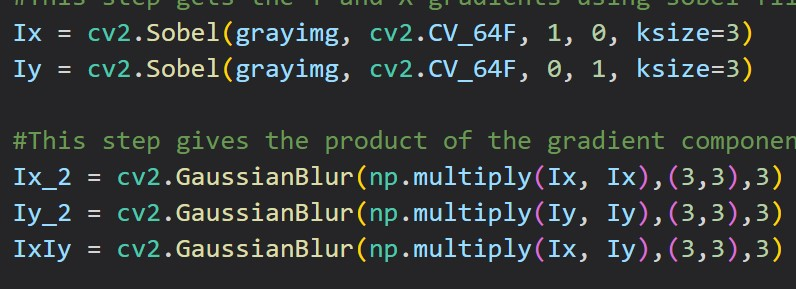 #This step gets the Y and X gradients using sobel
Ix = cv2.Sobel(grayimg, cv2.CV_64F, 1, 0, ksize=3)
Iy = cv2.Sobel(grayimg, cv2.CV_64F, 0, 1, ksize=3)
#This step gives the product of the gradient componen
Ix_2 = cv2.GaussianBlur(np.multiply(Ix, Ix),(3,3),3)
Iy_2 = cv2.GaussianBlur(np.multiply(Iy, Iy),(3,3),3)
IxIy = cv2.GaussianBlur(np.multiply(Ix, Iy),(3,3),3)